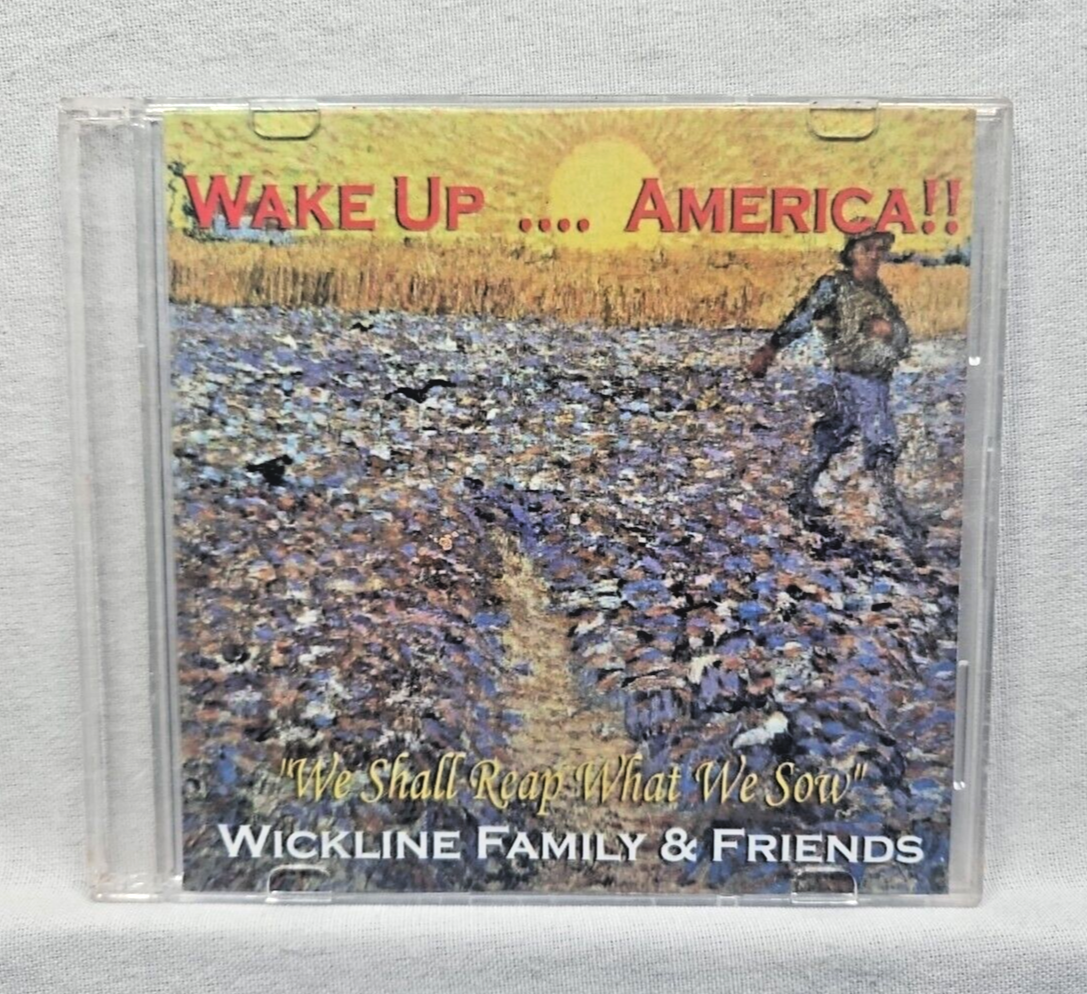 WAKE UP .... AMERICA!!
"We Shall Reap What We Sow"
WICKLINE FAMILY & FRIENDS